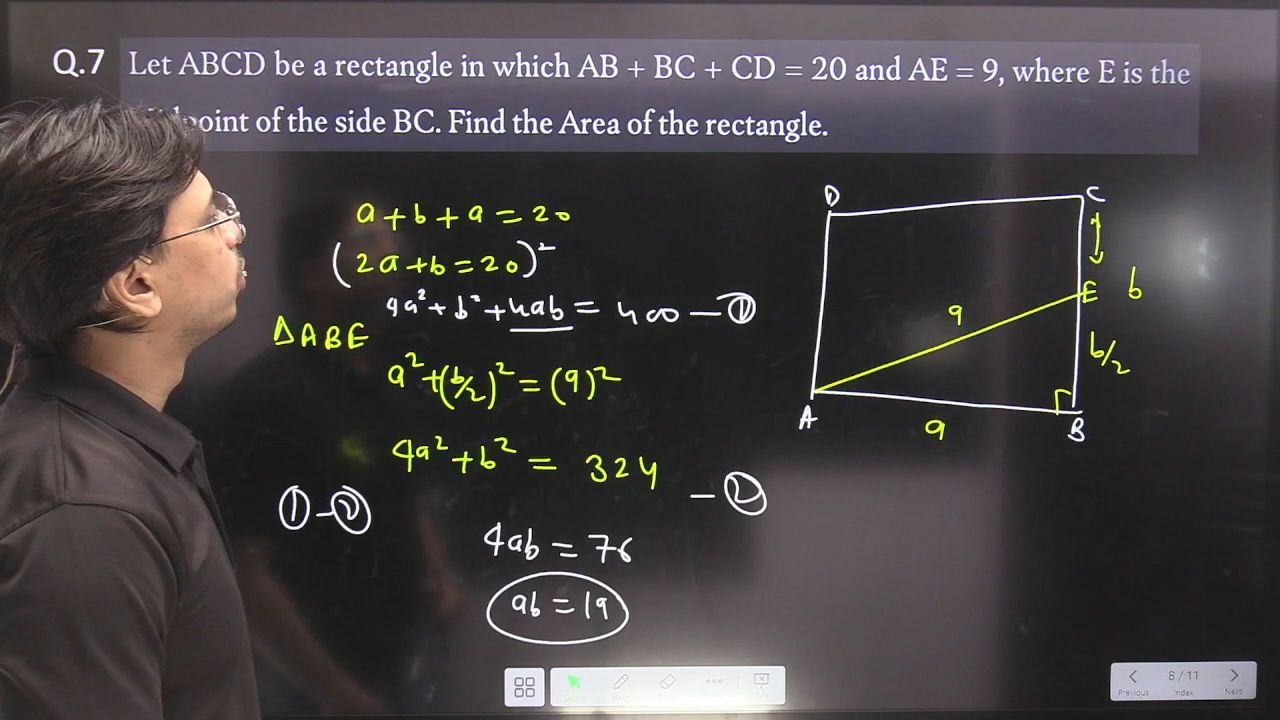 Q.7 Let ABCD be a rectangle in which AB + BC + CD = 20 and AE = 9, where E is the
point of the side BC. Find the Area of the rectangle.
a + b + a = 20
(2a + b = 20)²
4a² + b² + 4ab = 400 — ①
ΔABE
a² + (b/2)² = (9)²
4a² + b² = 324 — ②
① - ②
4ab = 76
ab = 19
D
C
E
b
9
b/2
A
a
B
Previous
8 / 11
Index
Next